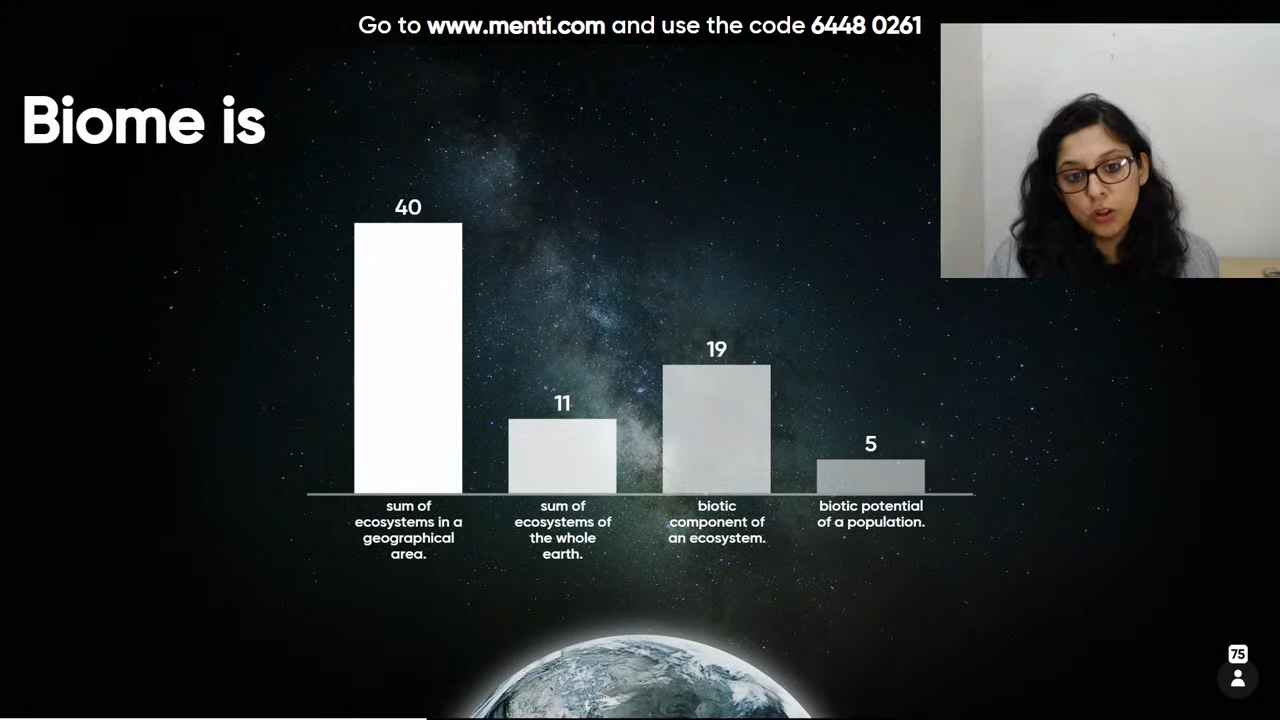 Go to www.menti.com and use the code 6448 0261
Biome is
40
11
19
5
sum of
ecosystems in a
geographical
area.
sum of
ecosystems of
the whole
earth.
biotic
component of
an ecosystem.
biotic potential
of a population.
75